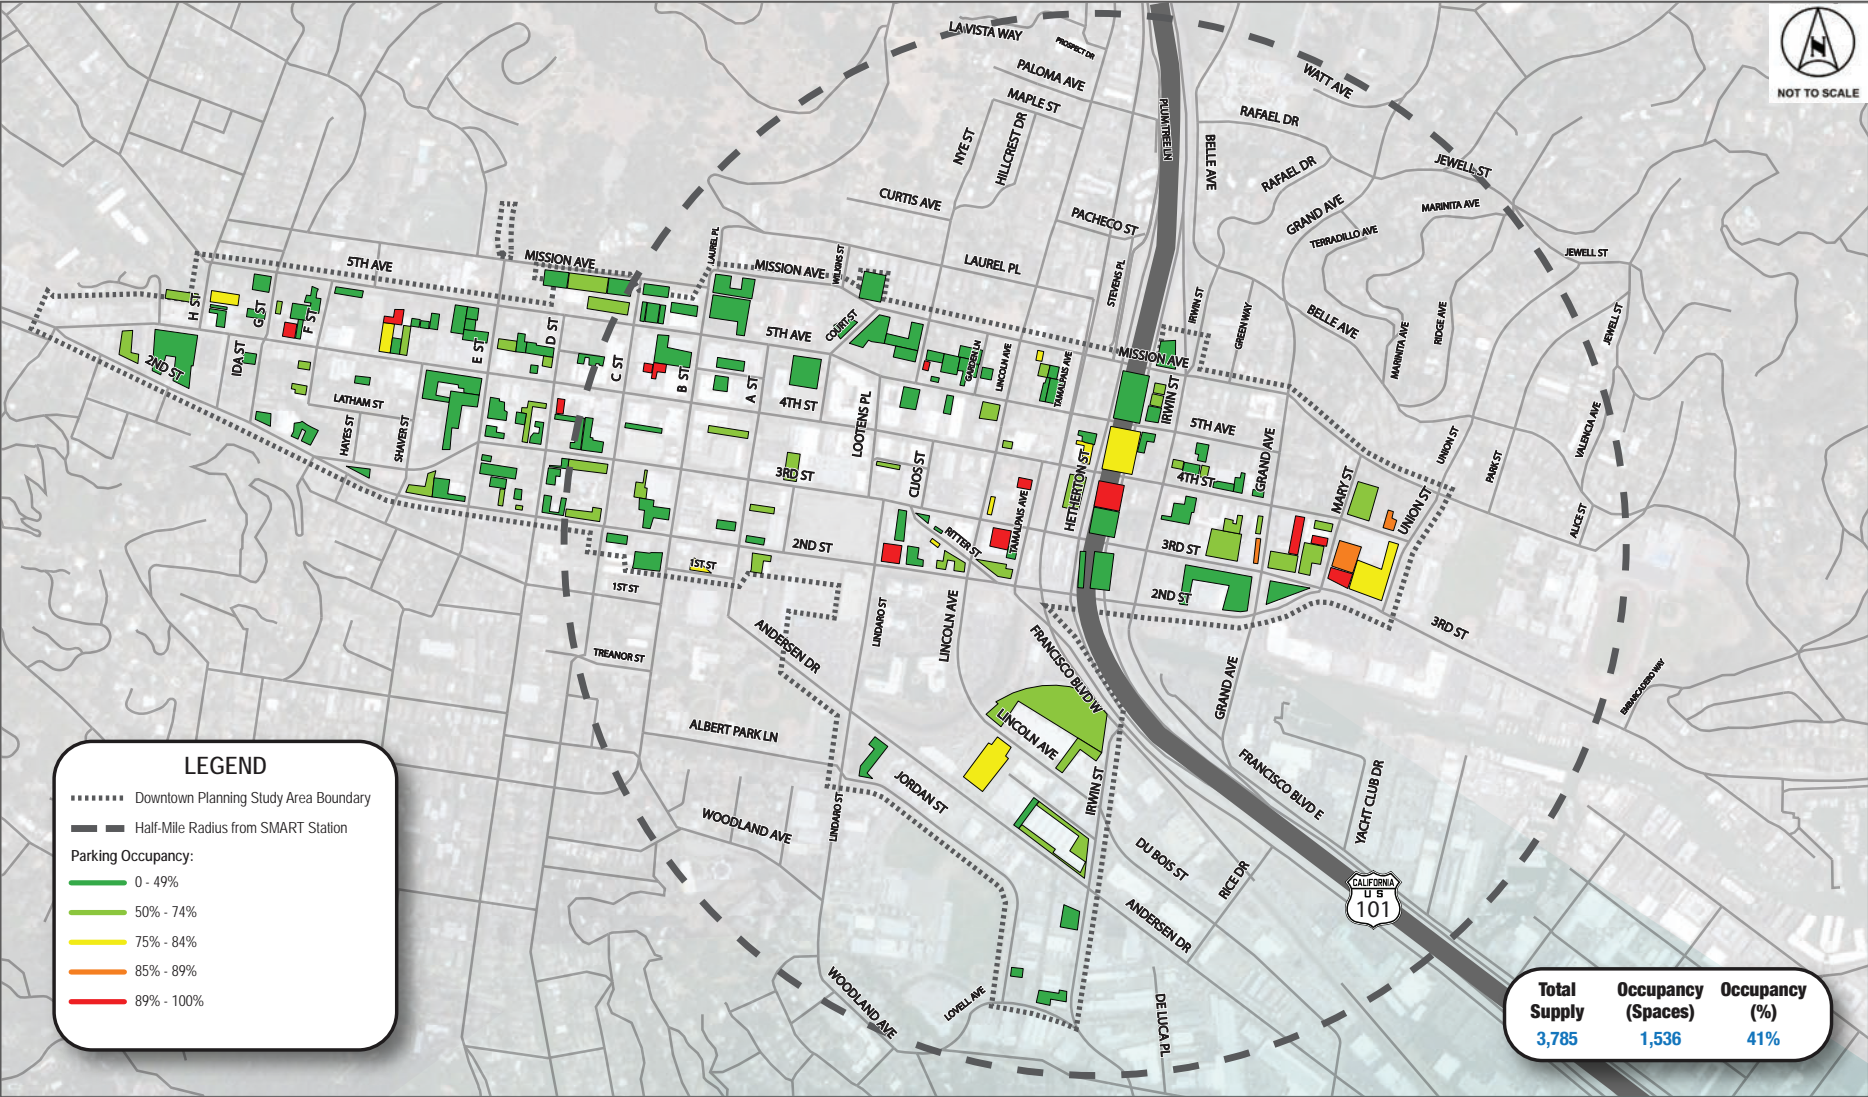 LA VISTA WAY
PROSPECT DR
PALOMA AVE
MAPLE ST
NYE ST
HILLCREST DR
CURTIS AVE
PACHECO ST
LAUREL PL
STEVENS PL
PLUMTREE LN
BELLE AVE
WATT AVE
RAFAEL DR
RAFAEL DR
JEWELL ST
GRAND AVE
MARINITA AVE
TERRADILLO AVE
JEWELL ST
N
NOT TO SCALE
5TH AVE
MISSION AVE
LAUREL PL
MISSION AVE
WILKINS ST
IRWIN ST
GREEN WAY
BELLE AVE
MARINITA AVE
RIDGE AVE
JEWELL ST
H ST
G ST
F ST
2ND ST
IDA ST
E ST
D ST
C ST
B ST
A ST
5TH AVE
COURT ST
GARDEN LN
LINCOLN AVE
TAMALPAIS AVE
MISSION AVE
IRWIN ST
LATHAM ST
HAYES ST
SHAVER ST
4TH ST
LOOTENS PL
3RD ST
CIJOS ST
HETHERTON ST
5TH AVE
4TH ST
GRAND AVE
MARY ST
UNION ST
UNION ST
PARK ST
VALENCIA AVE
ALICE ST
2ND ST
1ST ST
1ST ST
RITTER ST
TAMALPAIS AVE
3RD ST
2ND ST
3RD ST
EMBARCADERO WAY
TREANOR ST
ANDERSEN DR
LINDARO ST
LINCOLN AVE
FRANCISCO BLVD W
GRAND AVE
ALBERT PARK LN
LINCOLN AVE
JORDAN ST
IRWIN ST
LINDARO ST
WOODLAND AVE
FRANCISCO BLVD E
YACHT CLUB DR
DU BOIS ST
RICE DR
ANDERSEN DR
WOODLAND AVE
LOVELL AVE
DE LUCA PL
CALIFORNIA
U S
101
LEGEND
Downtown Planning Study Area Boundary
Half-Mile Radius from SMART Station
Parking Occupancy:
0 - 49%
50% - 74%
75% - 84%
85% - 89%
89% - 100%
Total Supply
Occupancy (Spaces)
Occupancy (%)
3,785
1,536
41%